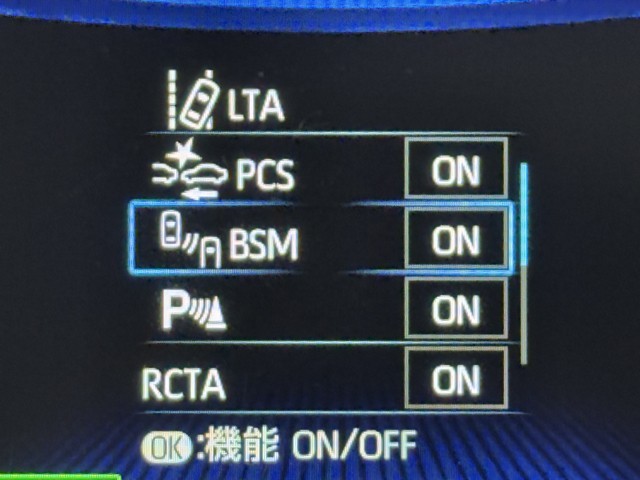 LTA
PCS ON
BSM ON
P ON
RCTA ON
OK:機能 ON/OFF